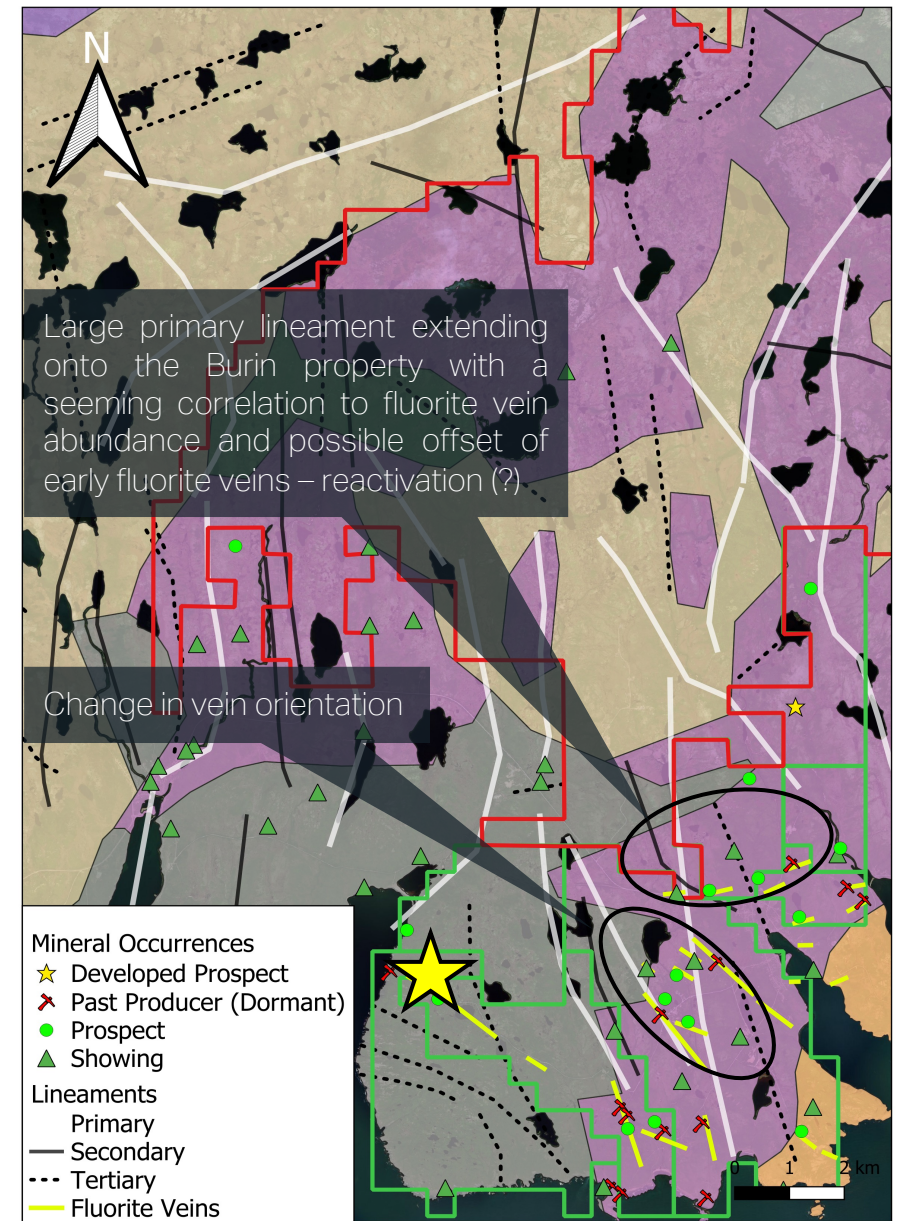 N
Large primary lineament extending
onto the Burin property with a
seeming correlation to fluorite vein
abundance and possible offset of
early fluorite veins – reactivation (?)
Change in vein orientation
Mineral Occurrences
Developed Prospect
Past Producer (Dormant)
Prospect
Showing
Lineaments
Primary
Secondary
Tertiary
Fluorite Veins
0 1 2 km